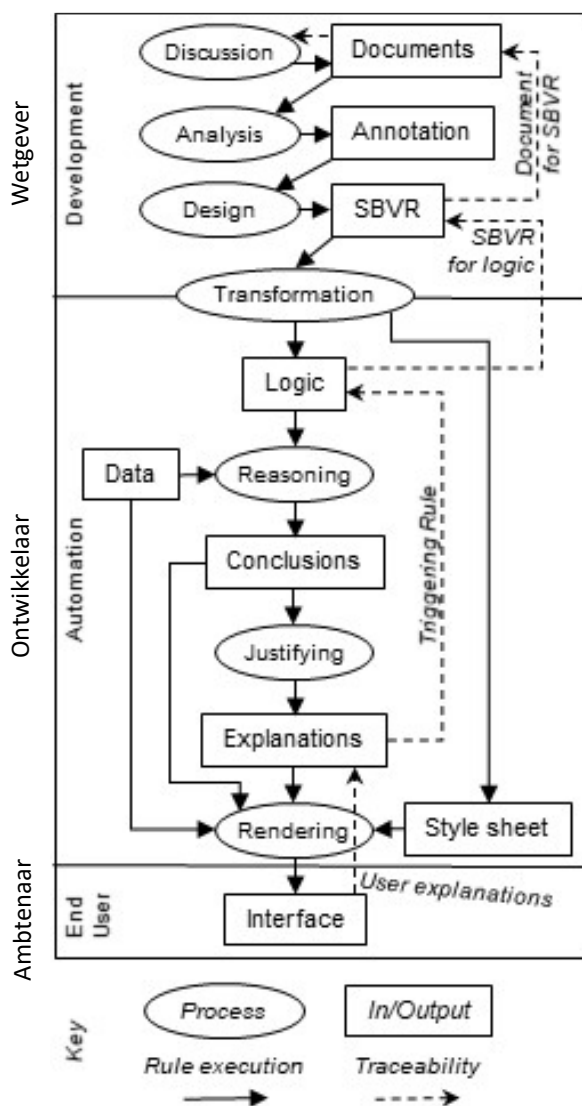 Wetgever
Development
Discussion
Documents
Analysis
Annotation
Design
SBVR
Document
for SBVR
SBVR
for logic
Transformation
Ontwikkelaar
Automation
Logic
Data
Reasoning
Conclusions
Justifying
Explanations
Triggering Rule
Rendering
Style sheet
Ambtenaar
End
User
Interface
User explanations
Key
Process
In/Output
Rule execution
Traceability